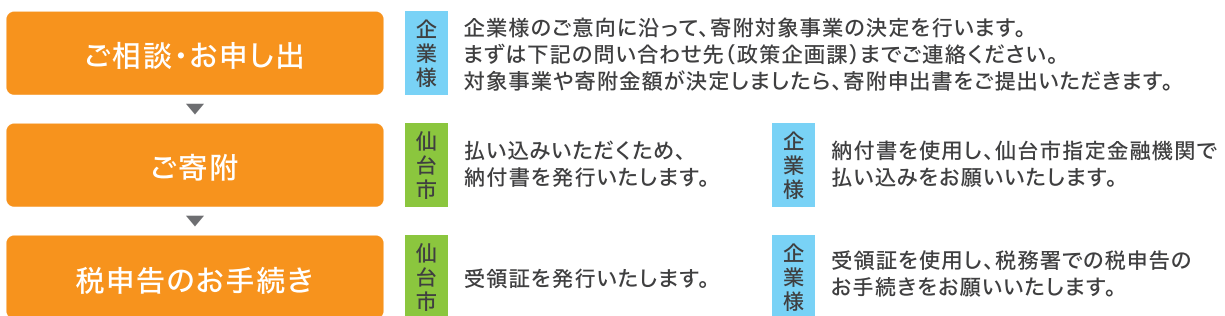 ご相談・お申し出
企業様
企業様のご意向に沿って、寄附対象事業の決定を行います。
まずは下記の問い合わせ先（政策企画課）までご連絡ください。
対象事業や寄附金額が決定しましたら、寄附申出書をご提出いただきます。
ご寄附
仙台市
払い込みいただくため、
納付書を発行いたします。
企業様
納付書を使用し、仙台市指定金融機関で
払い込みをお願いいたします。
税申告のお手続き
仙台市
受領証を発行いたします。
企業様
受領証を使用し、税務署での税申告の
お手続きをお願いいたします。